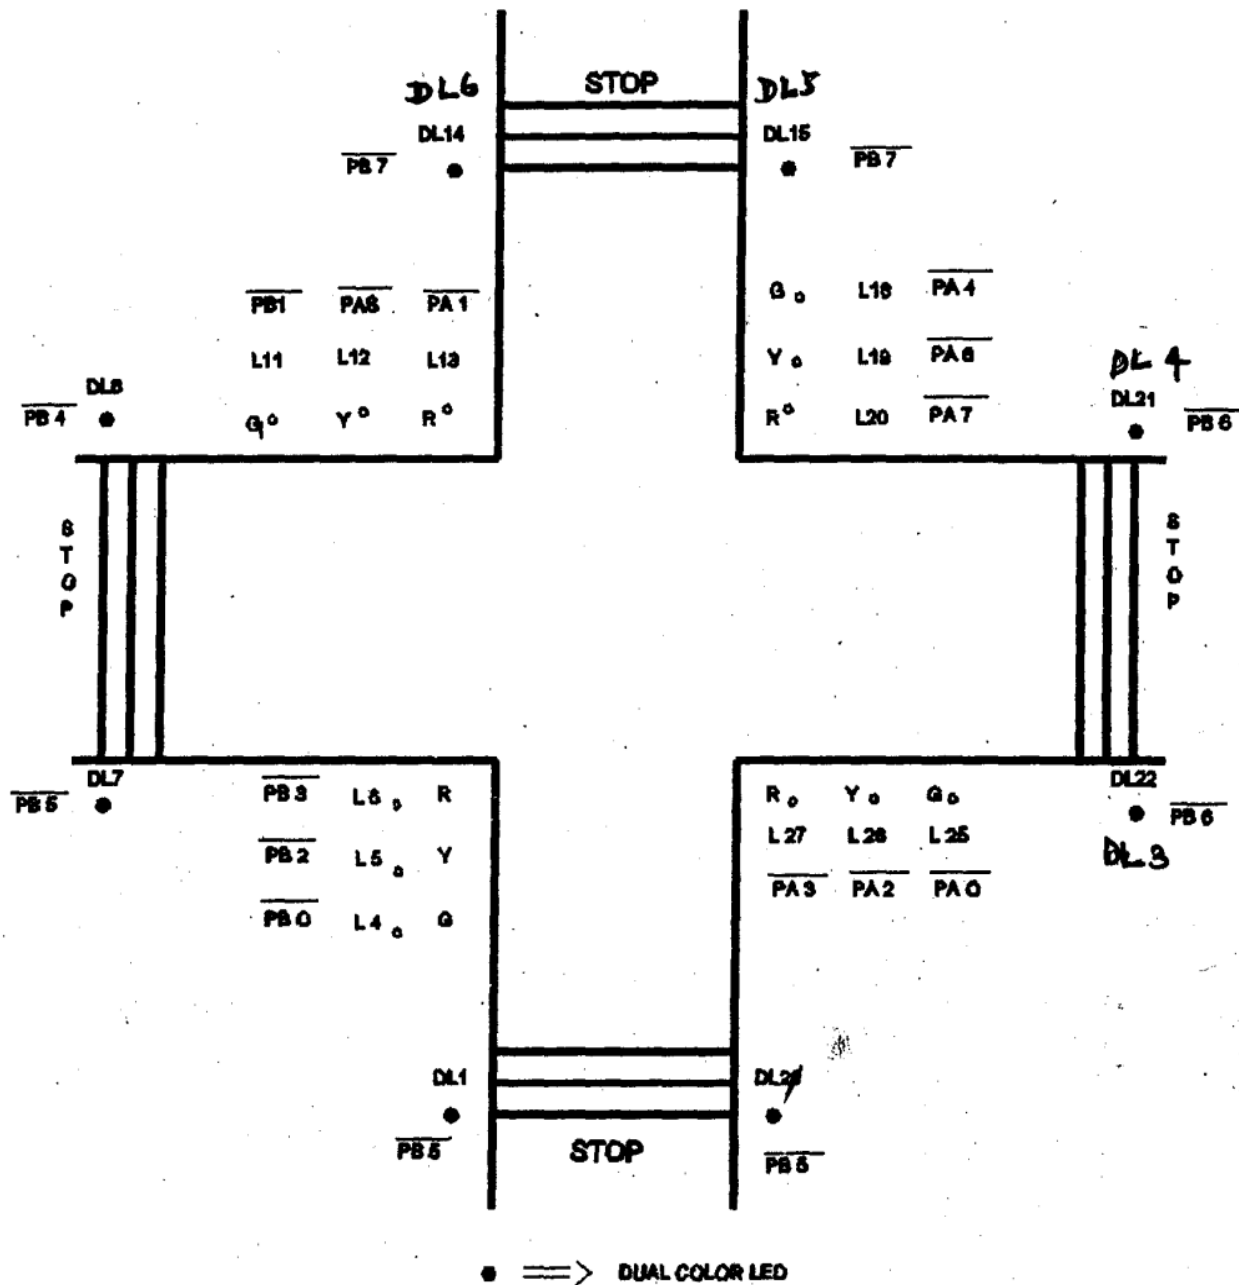 DL6 STOP DL5
DL14 DL15
PB7 PB7
G L18 PA4
PB1 PA5 PA1
L11 L12 L13 Y L19 PA6
DL4
DL8 DL21
PB4 G Y R R L20 PA7 PB6
STOP STOP
DL7 DL22
PB5 PB3 L6 R R Y G PB6
L27 L26 L25
PB2 L5 Y DL3
PA3 PA2 PA0
PB0 L4 G
DL1
PB5 STOP PB5
DUAL COLOR LED